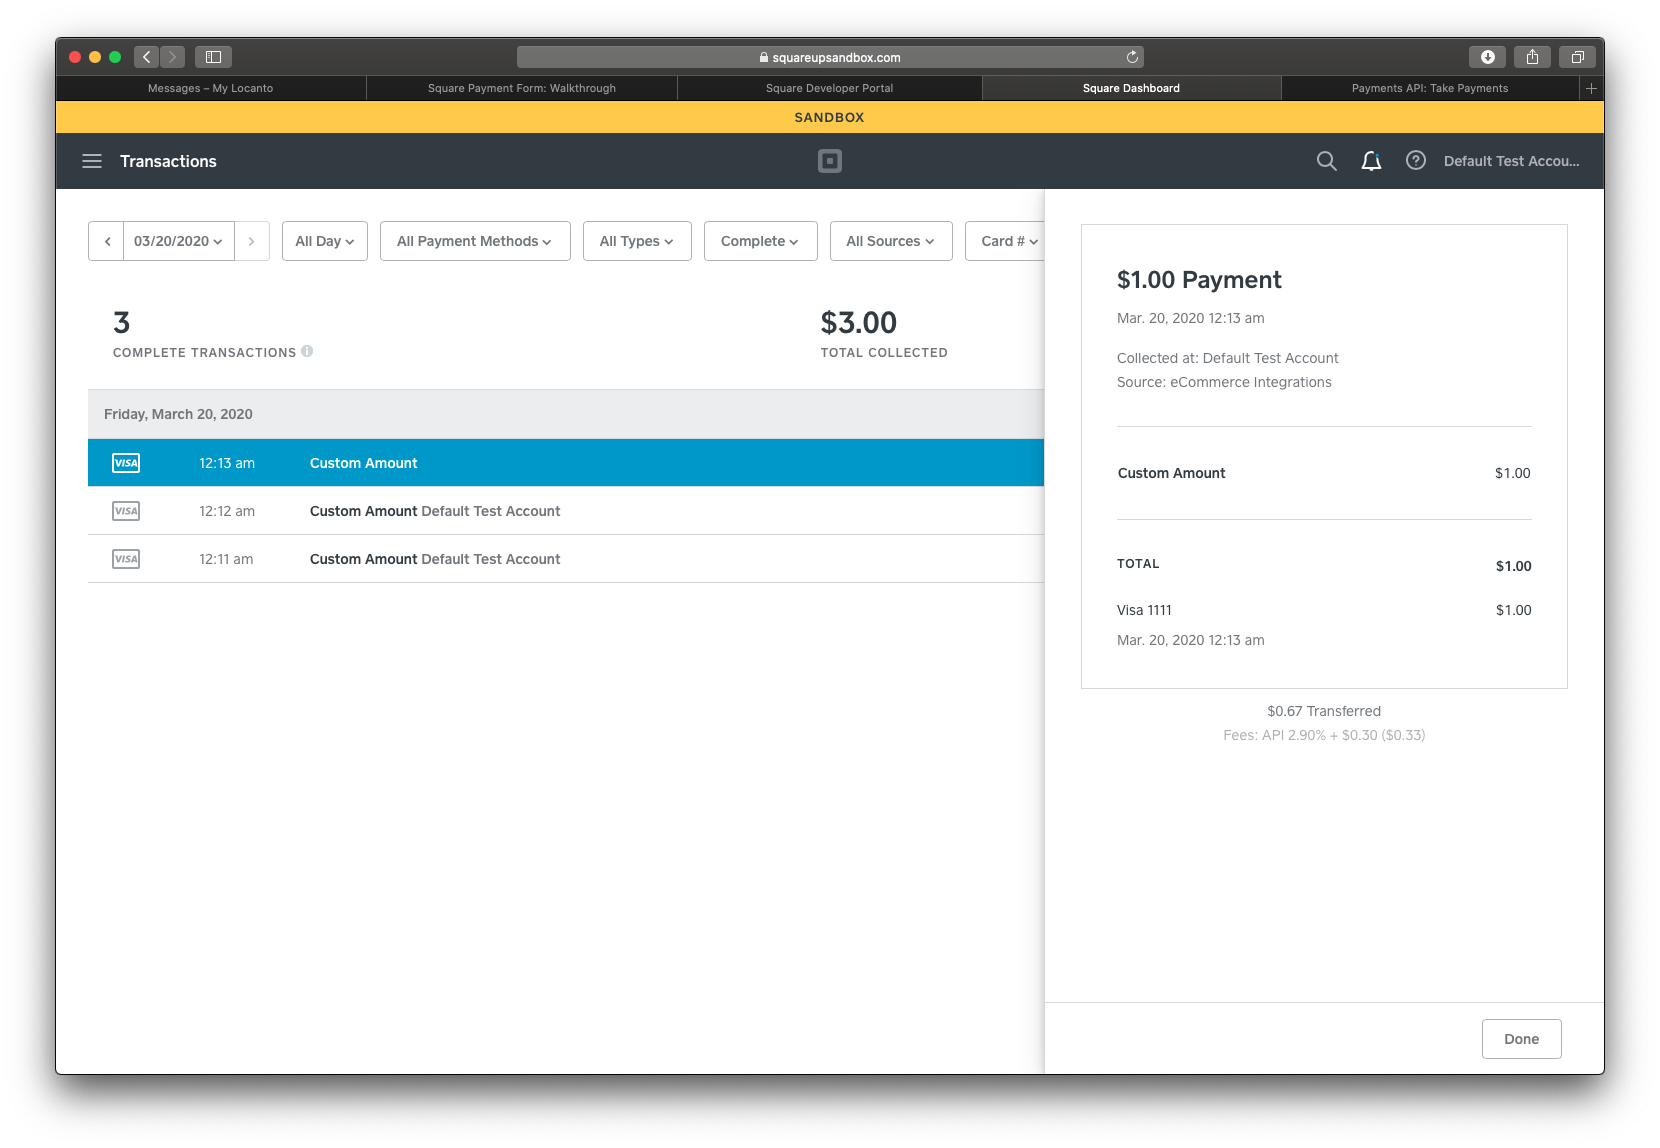 squareupsandbox.com
Messages – My Locanto
Square Payment Form: Walkthrough
Square Developer Portal
Square Dashboard
Payments API: Take Payments
SANDBOX
Transactions
Default Test Accou...
03/20/2020
All Day
All Payment Methods
All Types
Complete
All Sources
Card #
3
COMPLETE TRANSACTIONS
$3.00
TOTAL COLLECTED
Friday, March 20, 2020
VISA 12:13 am Custom Amount
VISA 12:12 am Custom Amount Default Test Account
VISA 12:11 am Custom Amount Default Test Account
$1.00 Payment
Mar. 20, 2020 12:13 am
Collected at: Default Test Account
Source: eCommerce Integrations
Custom Amount $1.00
TOTAL $1.00
Visa 1111 $1.00
Mar. 20, 2020 12:13 am
$0.67 Transferred
Fees: API 2.90% + $0.30 ($0.33)
Done